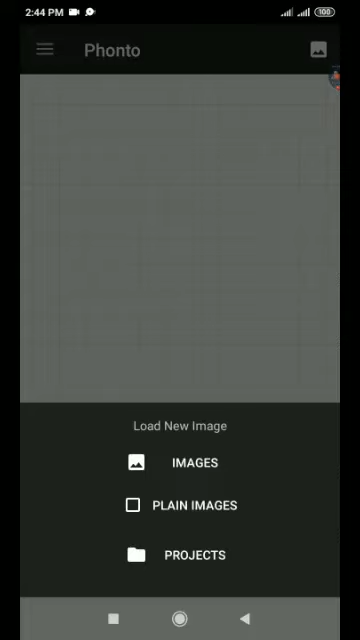 2:44 PM
100
Phonto
Load New Image
IMAGES
PLAIN IMAGES
PROJECTS